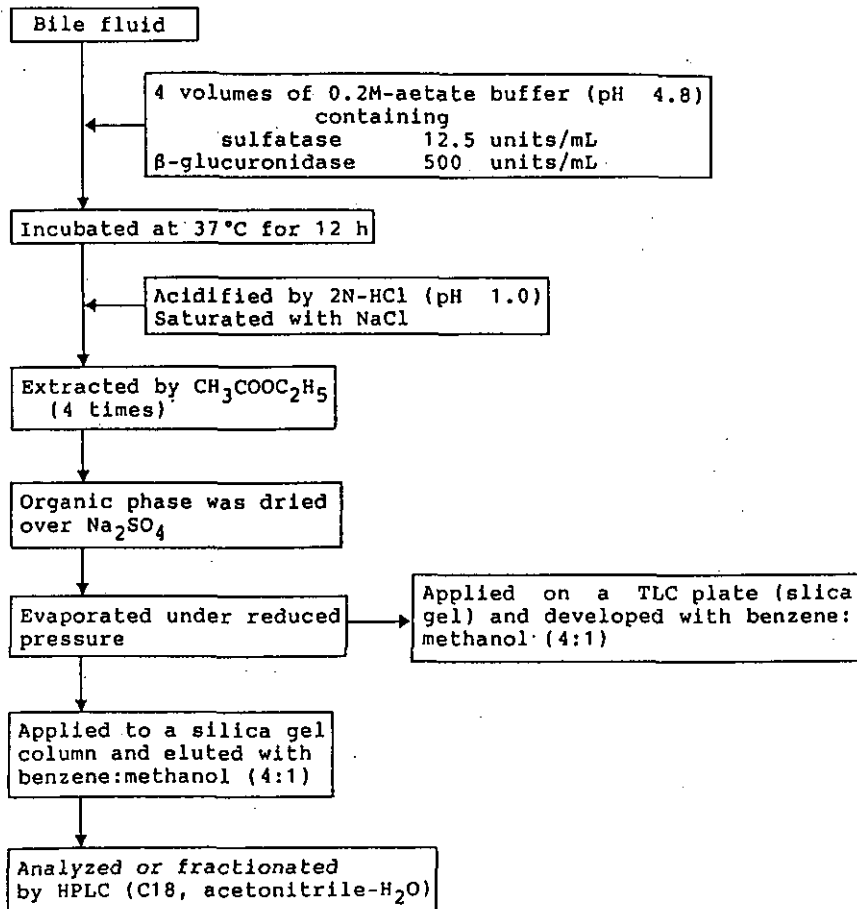 Bile fluid
4 volumes of 0.2M-aetate buffer (pH 4.8)
containing
sulfatase 12.5 units/mL
β-glucuronidase 500 units/mL
Incubated at 37°C for 12 h
Acidified by 2N-HCl (pH 1.0)
Saturated with NaCl
Extracted by CH₃COOC₂H₅
(4 times)
Organic phase was dried
over Na₂SO₄
Evaporated under reduced
pressure
Applied on a TLC plate (slica
gel) and developed with benzene:
methanol (4:1)
Applied to a silica gel
column and eluted with
benzene:methanol (4:1)
Analyzed or fractionated
by HPLC (C18, acetonitrile-H₂O)